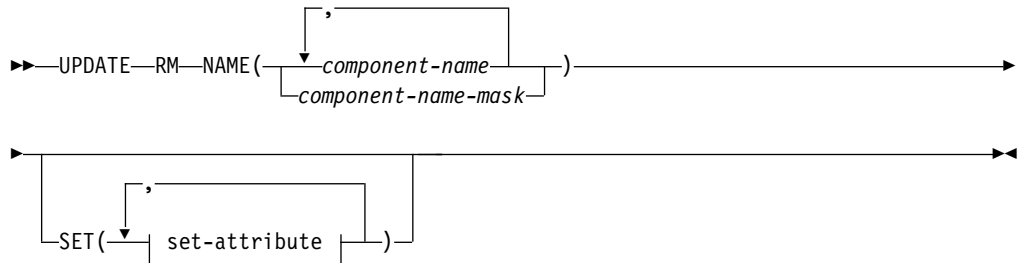 ,
UPDATE RM NAME( component-name )
component-name-mask
,
SET( set-attribute )